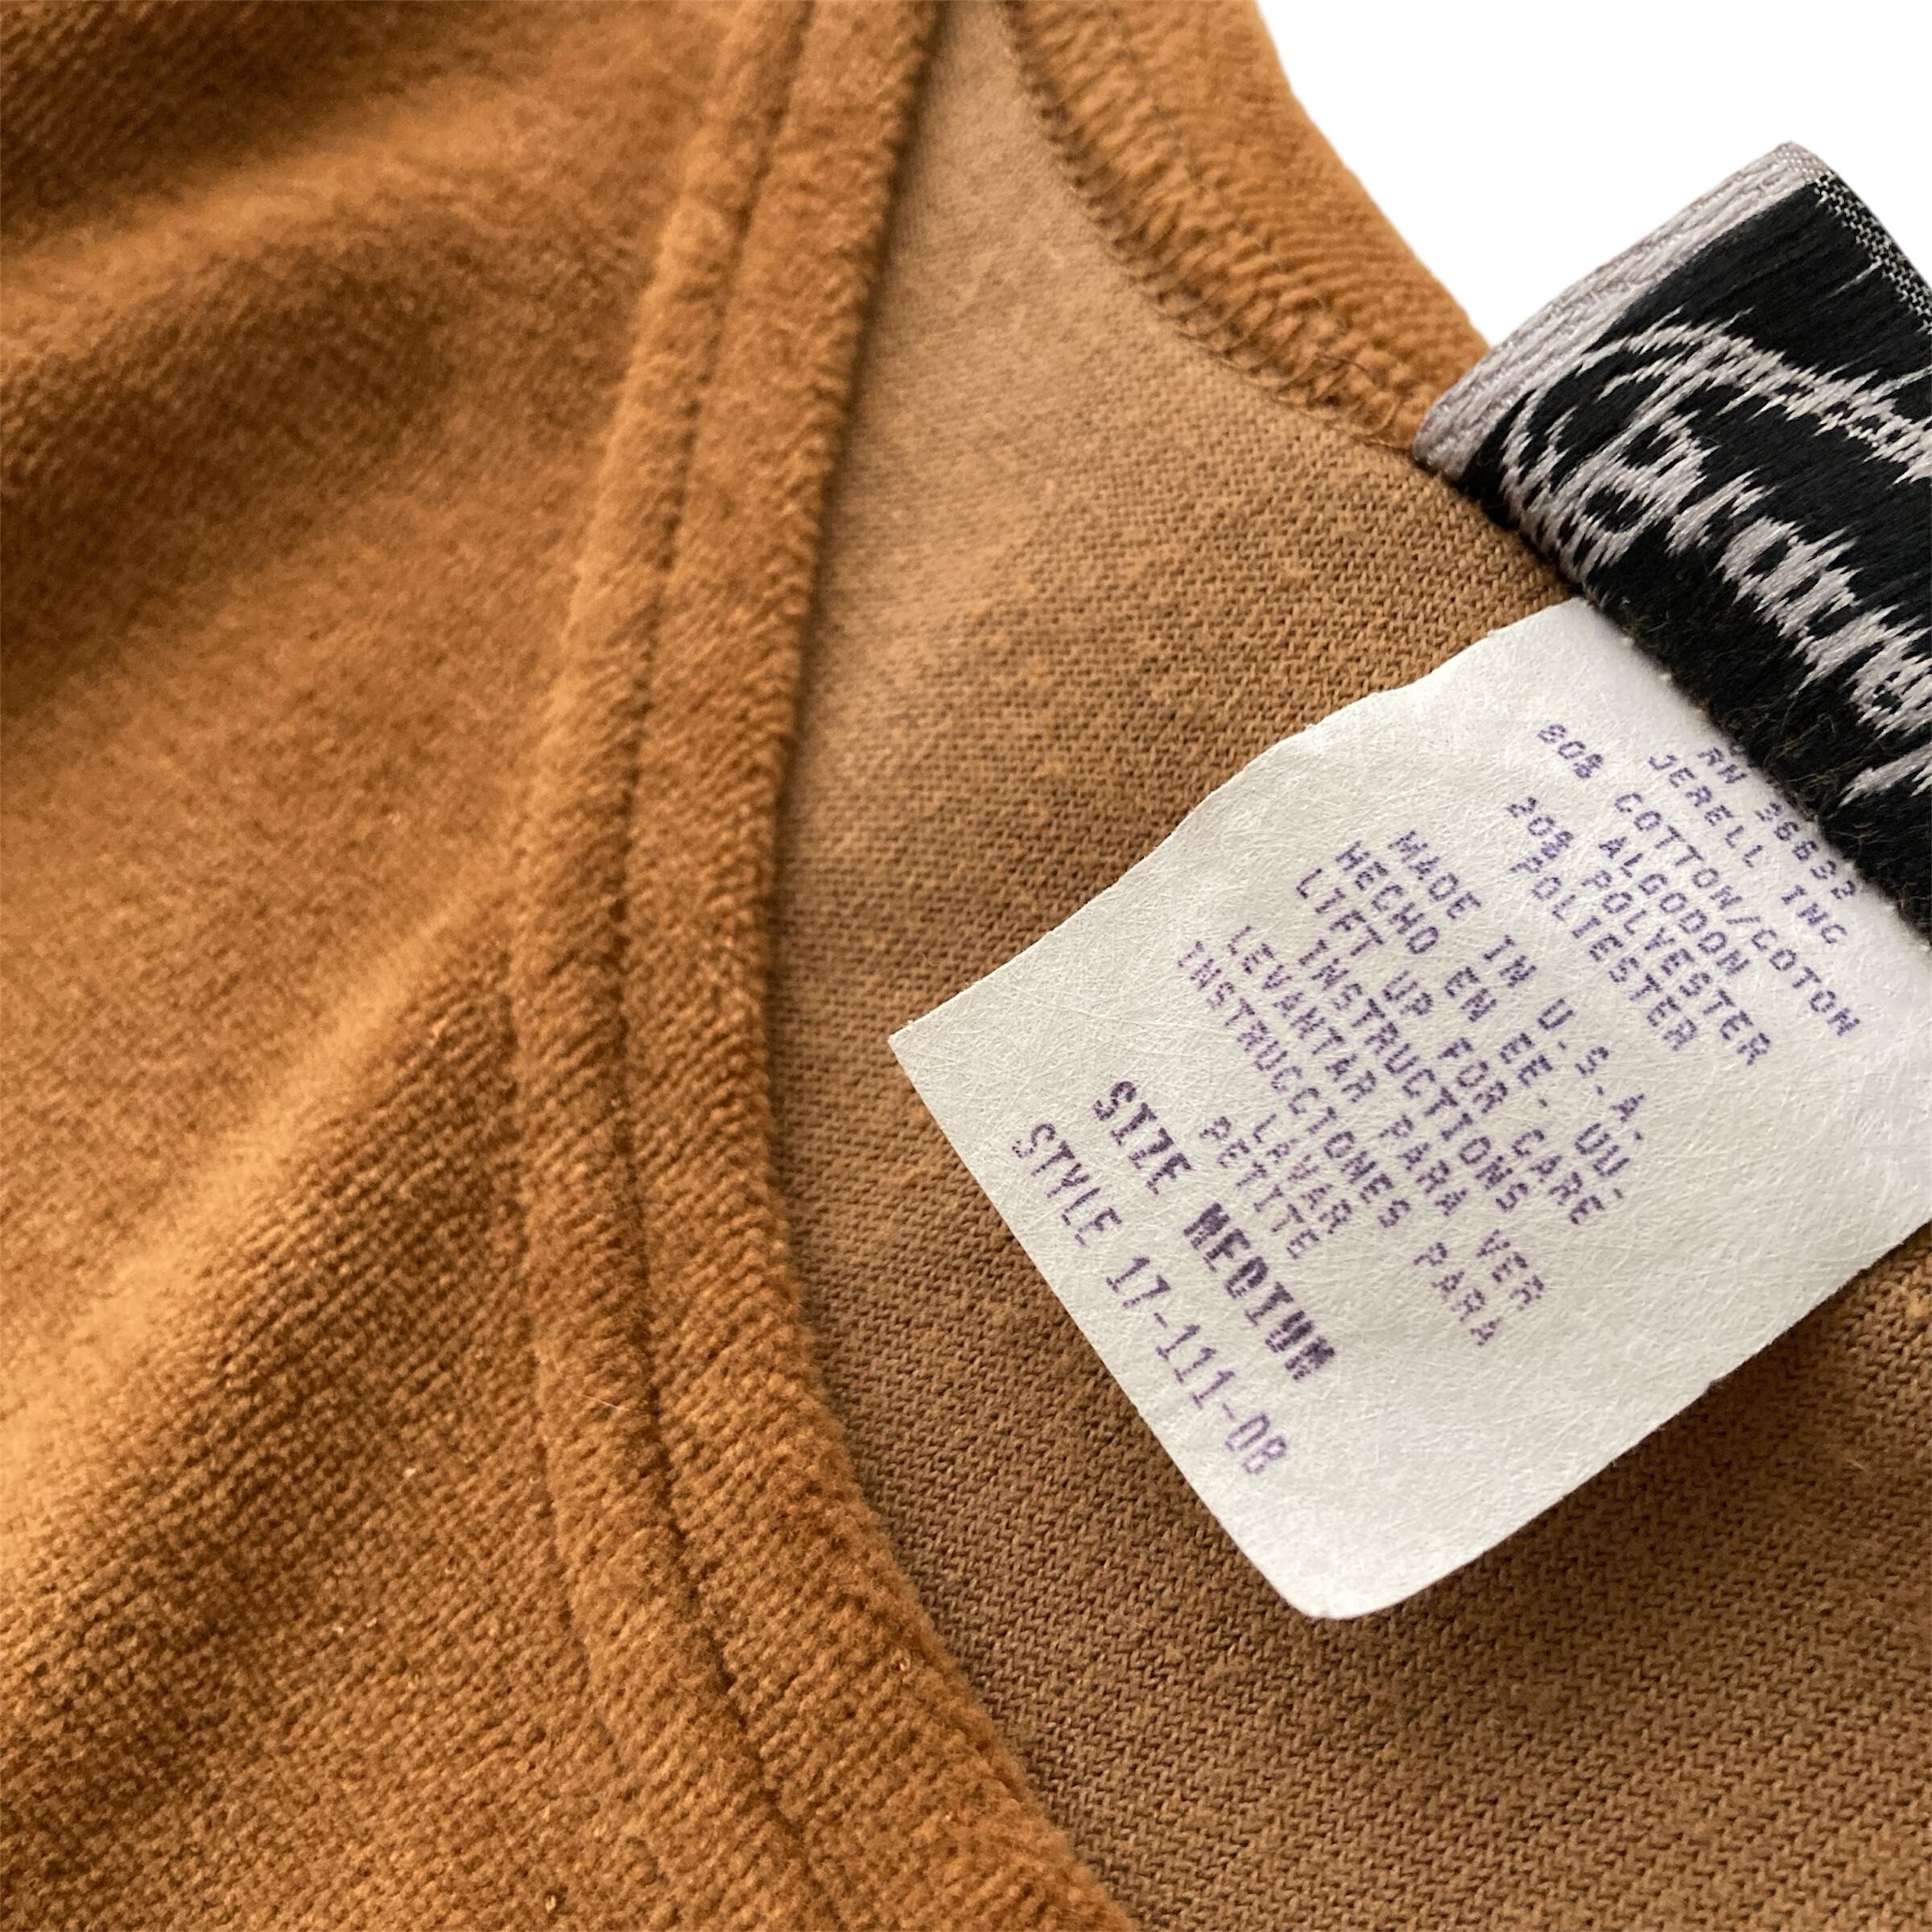 RN 36632
JERELL INC
80% COTTON/COTON
ALGODON
20% POLYESTER
POLIESTER
MADE IN U.S.A.
HECHO EN EE. UU.
LIFT UP FOR CARE
INSTRUCTIONS
LEVANTAR PARA VER
INSTRUCCIONES PARA
LAVAR
PETITE
SIZE MEDIUM
STYLE 17-111-08